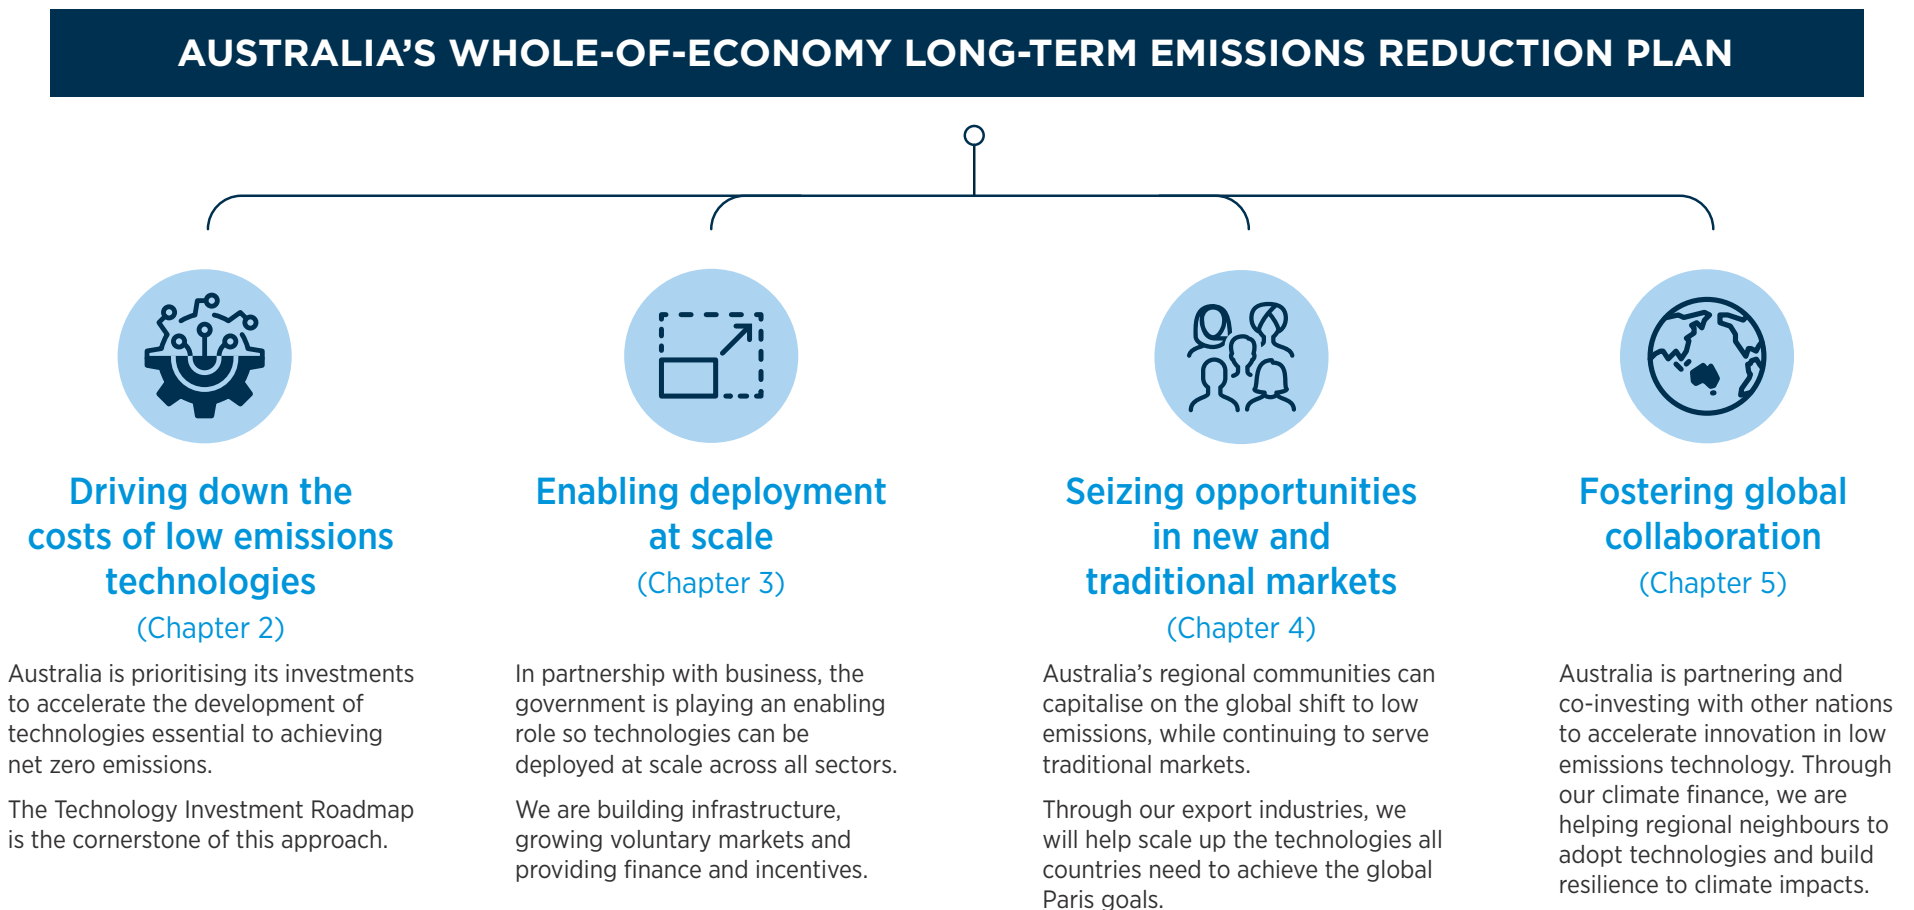 AUSTRALIA’S WHOLE-OF-ECONOMY LONG-TERM EMISSIONS REDUCTION PLAN
Driving down the
costs of low emissions
technologies
(Chapter 2)
Australia is prioritising its investments
to accelerate the development of
technologies essential to achieving
net zero emissions.
The Technology Investment Roadmap
is the cornerstone of this approach.
Enabling deployment
at scale
(Chapter 3)
In partnership with business, the
government is playing an enabling
role so technologies can be
deployed at scale across all sectors.
We are building infrastructure,
growing voluntary markets and
providing finance and incentives.
Seizing opportunities
in new and
traditional markets
(Chapter 4)
Australia’s regional communities can
capitalise on the global shift to low
emissions, while continuing to serve
traditional markets.
Through our export industries, we
will help scale up the technologies all
countries need to achieve the global
Paris goals.
Fostering global
collaboration
(Chapter 5)
Australia is partnering and
co-investing with other nations
to accelerate innovation in low
emissions technology. Through
our climate finance, we are
helping regional neighbours to
adopt technologies and build
resilience to climate impacts.